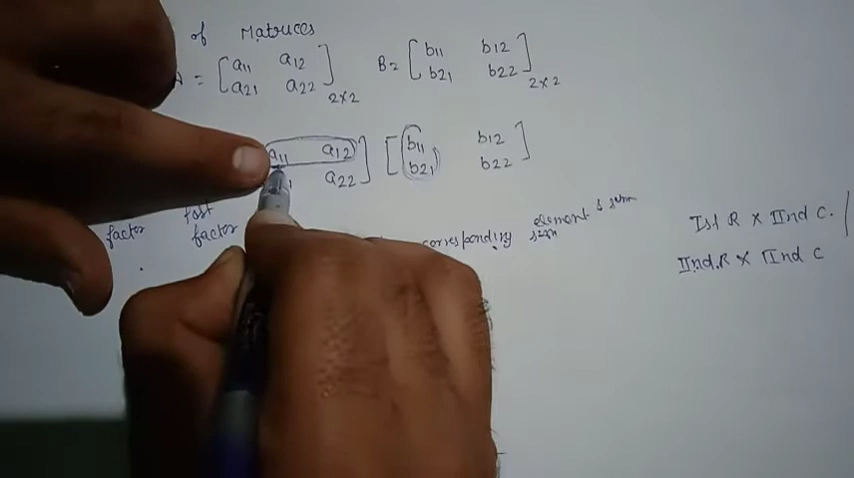 of Matrices
= [ a11 a12 B = [ b11 b12
a21 a22 ] 2×2 b21 b22 ] 2×2
a11 a12 ] [ b11 b12 ]
a22 b21 b22
factor factor corresponding element & sum
Ist R × IInd C.
IInd.R × IInd C